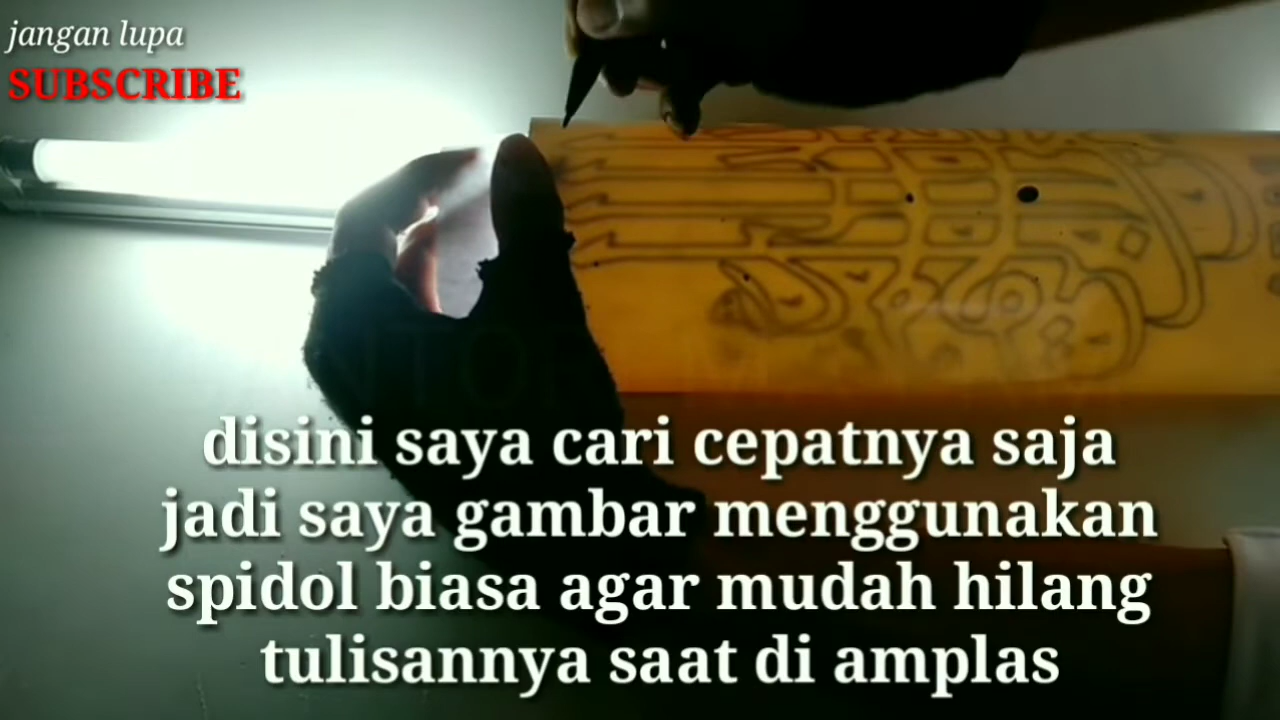 jangan lupa
SUBSCRIBE
disini saya cari cepatnya saja
jadi saya gambar menggunakan
spidol biasa agar mudah hilang
tulisannya saat di amplas